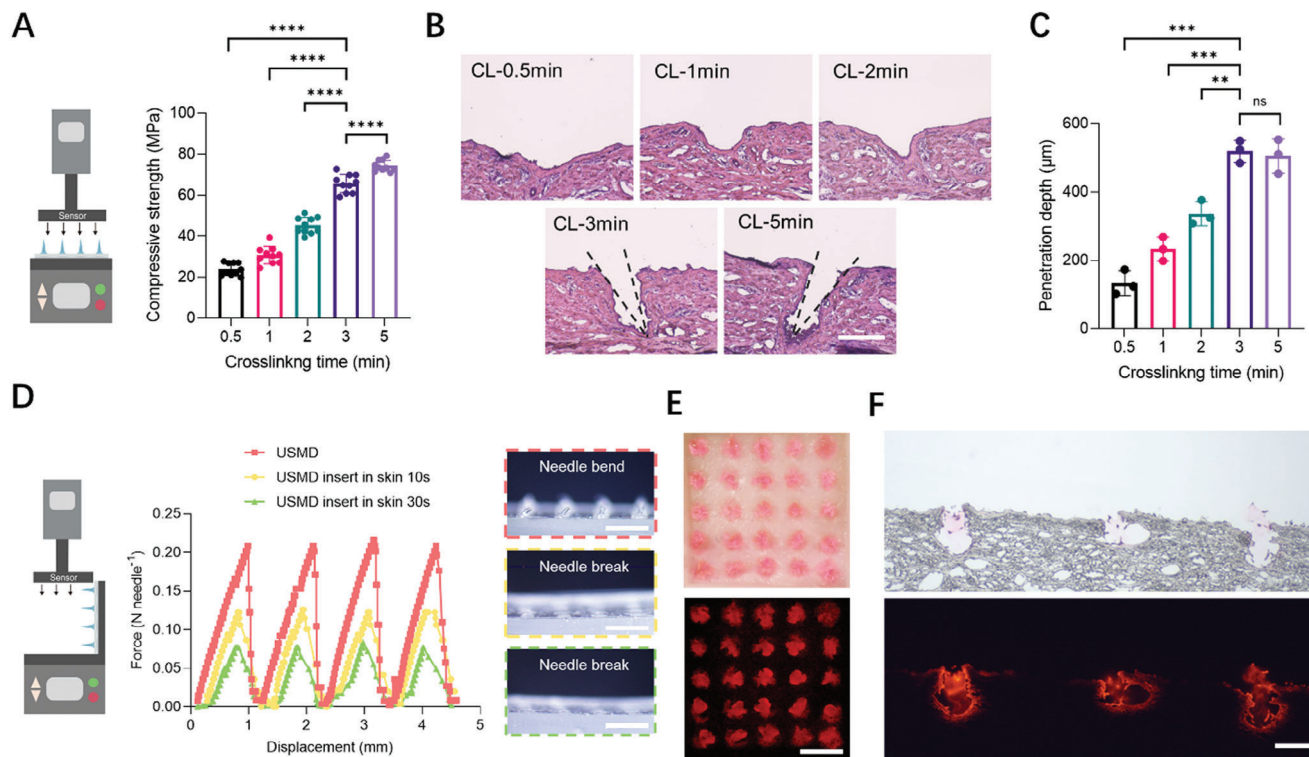 A
Sensor
Compressive strength (MPa)
100
80
60
40
20
0
****
****
****
****
0.5 1 2 3 5
Crosslinkng time (min)
B
CL-0.5min
CL-1min
CL-2min
CL-3min
CL-5min
C
Penetration depth (µm)
600
400
200
0
***
***
**
ns
0.5 1 2 3 5
Crosslinkng time (min)
D
Sensor
USMD
USMD insert in skin 10s
USMD insert in skin 30s
Force (N needle-1)
0.20
0.15
0.10
0.05
0.00
0 1 2 3 4 5
Displacement (mm)
Needle bend
Needle break
Needle break
E
F